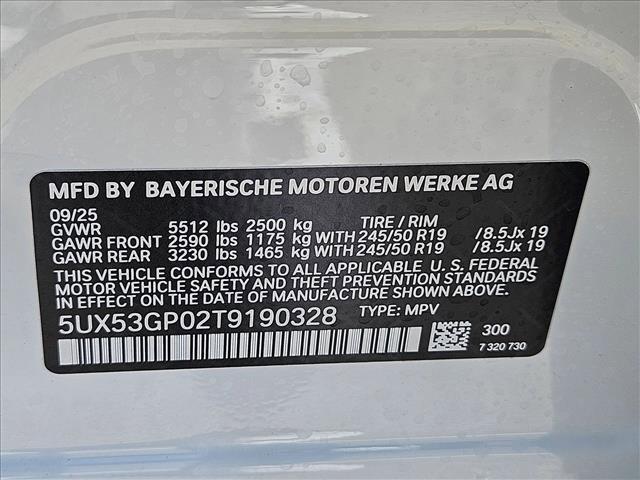 MFD BY BAYERISCHE MOTOREN WERKE AG
09/25
GVWR 5512 lbs 2500 kg TIRE / RIM
GAWR FRONT 2590 lbs 1175 kg WITH 245/50 R19 /8.5Jx 19
GAWR REAR 3230 lbs 1465 kg WITH 245/50 R19 /8.5Jx 19
THIS VEHICLE CONFORMS TO ALL APPLICABLE U. S. FEDERAL
MOTOR VEHICLE SAFETY AND THEFT PREVENTION STANDARDS
IN EFFECT ON THE DATE OF MANUFACTURE SHOWN ABOVE.
5UX53GP02T9190328 TYPE: MPV
300
7 320 730